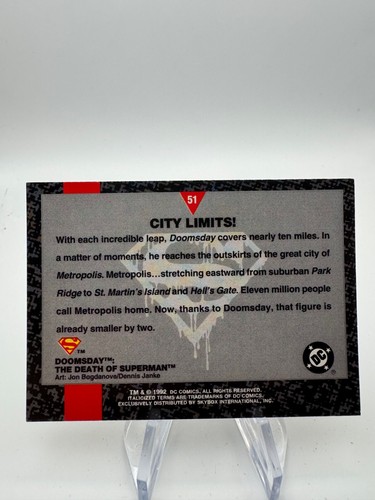 51
CITY LIMITS!
With each incredible leap, Doomsday covers nearly ten miles. In
a matter of moments, he reaches the outskirts of the great city of
Metropolis. Metropolis...stretching eastward from suburban Park
Ridge to St. Martin's Island and Hell's Gate. Eleven million people
call Metropolis home. Now, thanks to Doomsday, that figure is
already smaller by two.
S TM
DOOMSDAY™:
THE DEATH OF SUPERMAN™
Art: Jon Bogdanove/Dennis Janke
DC
TM & © 1992 DC COMICS. ALL RIGHTS RESERVED.
ITALICIZED TERMS ARE TRADEMARKS OF DC COMICS.
EXCLUSIVELY DISTRIBUTED BY SKYBOX INTERNATIONAL, INC.